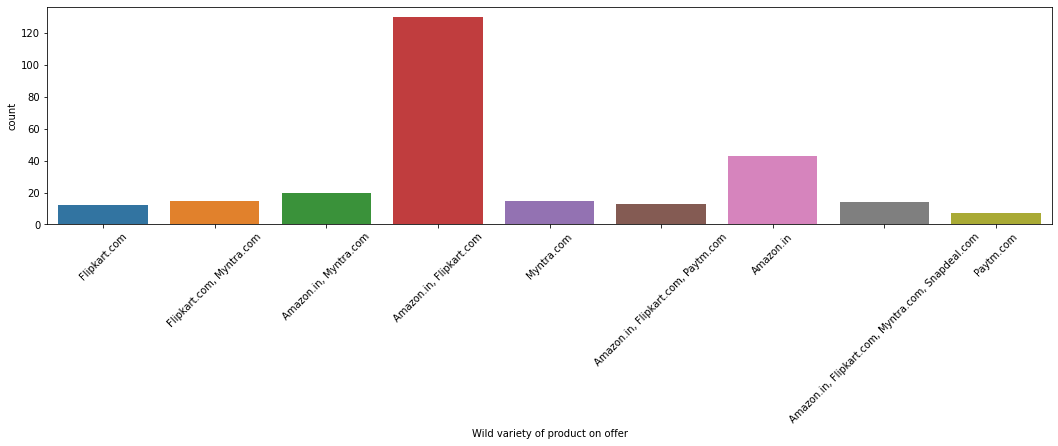 120
100
80
60
40
20
0
count
Flipkart.com
Flipkart.com, Myntra.com
Amazon.in, Myntra.com
Amazon.in, Flipkart.com
Myntra.com
Amazon.in, Flipkart.com, Paytm.com
Amazon.in
Amazon.in, Flipkart.com, Myntra.com, Snapdeal.com
Paytm.com
Wild variety of product on offer